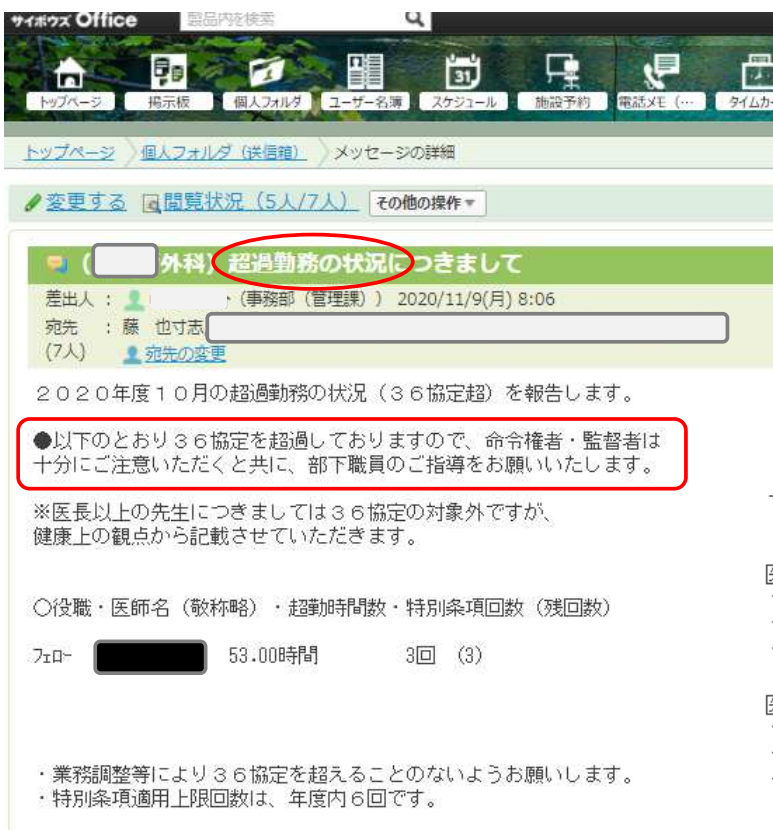 サイボウズ Office 製品内を検索
トップページ 掲示板 個人フォルダ ユーザー名簿 スケジュール 施設予約 電話メモ (… タイムカー
トップページ 個人フォルダ (送信箱) メッセージの詳細
変更する 閲覧状況 (5人/7人) その他の操作▼
( 外科) 超過勤務の状況につきまして
差出人 : (事務部 (管理課) ) 2020/11/9(月) 8:06
宛先 : 藤 也寸志
(7人) 宛先の変更
２０２０年度１０月の超過勤務の状況（３６協定超）を報告します。
●以下のとおり３６協定を超過しておりますので、命令権者・監督者は
十分にご注意いただくと共に、部下職員のご指導をお願いいたします。
※医長以上の先生につきましては３６協定の対象外ですが、
健康上の観点から記載させていただきます。
○役職・医師名（敬称略）・超勤時間数・特別条項回数（残回数）
ﾌｪﾛｰ 53.00時間 3回 (3)
・業務調整等により３６協定を超えることのないようお願いします。
・特別条項適用上限回数は、年度内６回です。